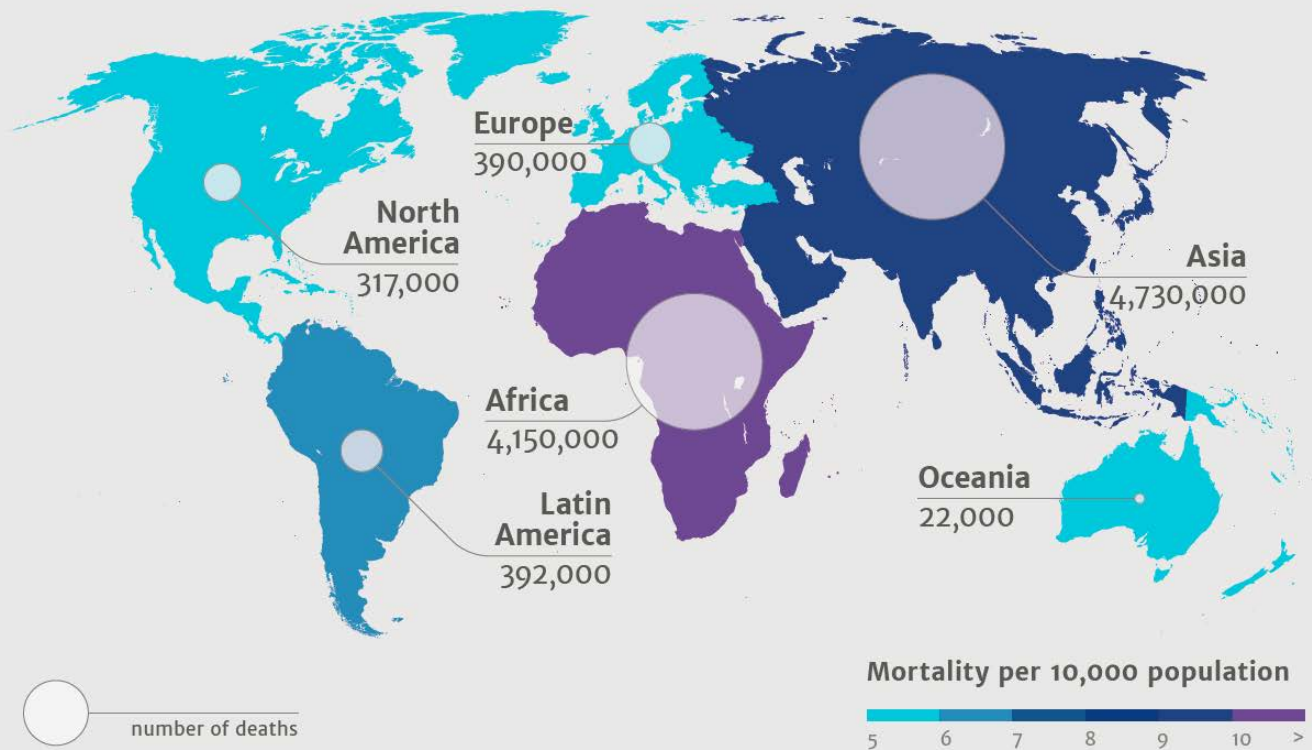 Europe
390,000
North
America
317,000
Asia
4,730,000
Africa
4,150,000
Oceania
22,000
Latin
America
392,000
Mortality per 10,000 population
5 6 7 8 9 10 >
number of deaths